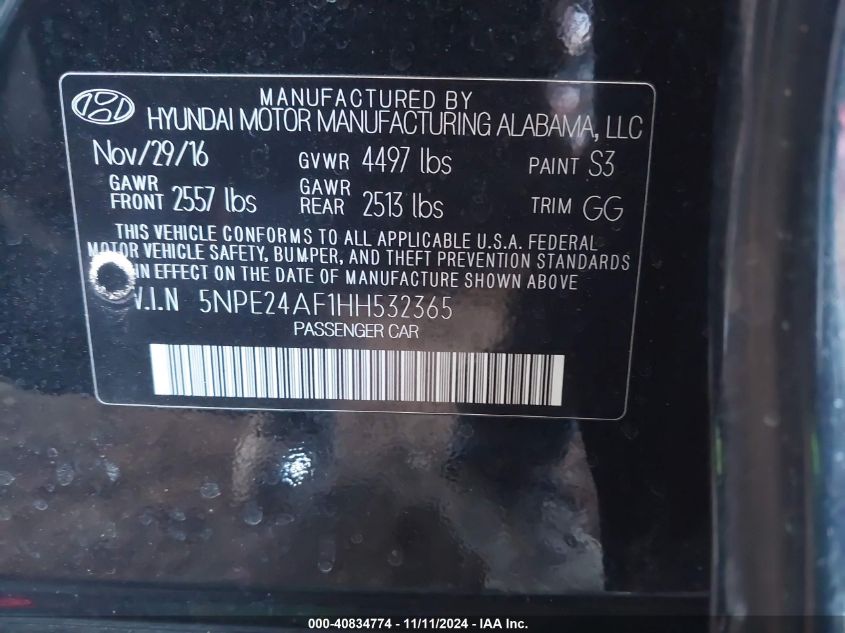 MANUFACTURED BY
HYUNDAI MOTOR MANUFACTURING ALABAMA, LLC
Nov/29/16 GVWR 4497 lbs PAINT S3
GAWR FRONT 2557 lbs GAWR REAR 2513 lbs TRIM GG
THIS VEHICLE CONFORMS TO ALL APPLICABLE U.S.A. FEDERAL
MOTOR VEHICLE SAFETY, BUMPER, AND THEFT PREVENTION STANDARDS
IN EFFECT ON THE DATE OF MANUFACTURE SHOWN ABOVE.
V.I.N 5NPE24AF1HH532365
PASSENGER CAR
000-40834774 - 11/11/2024 - IAA Inc.